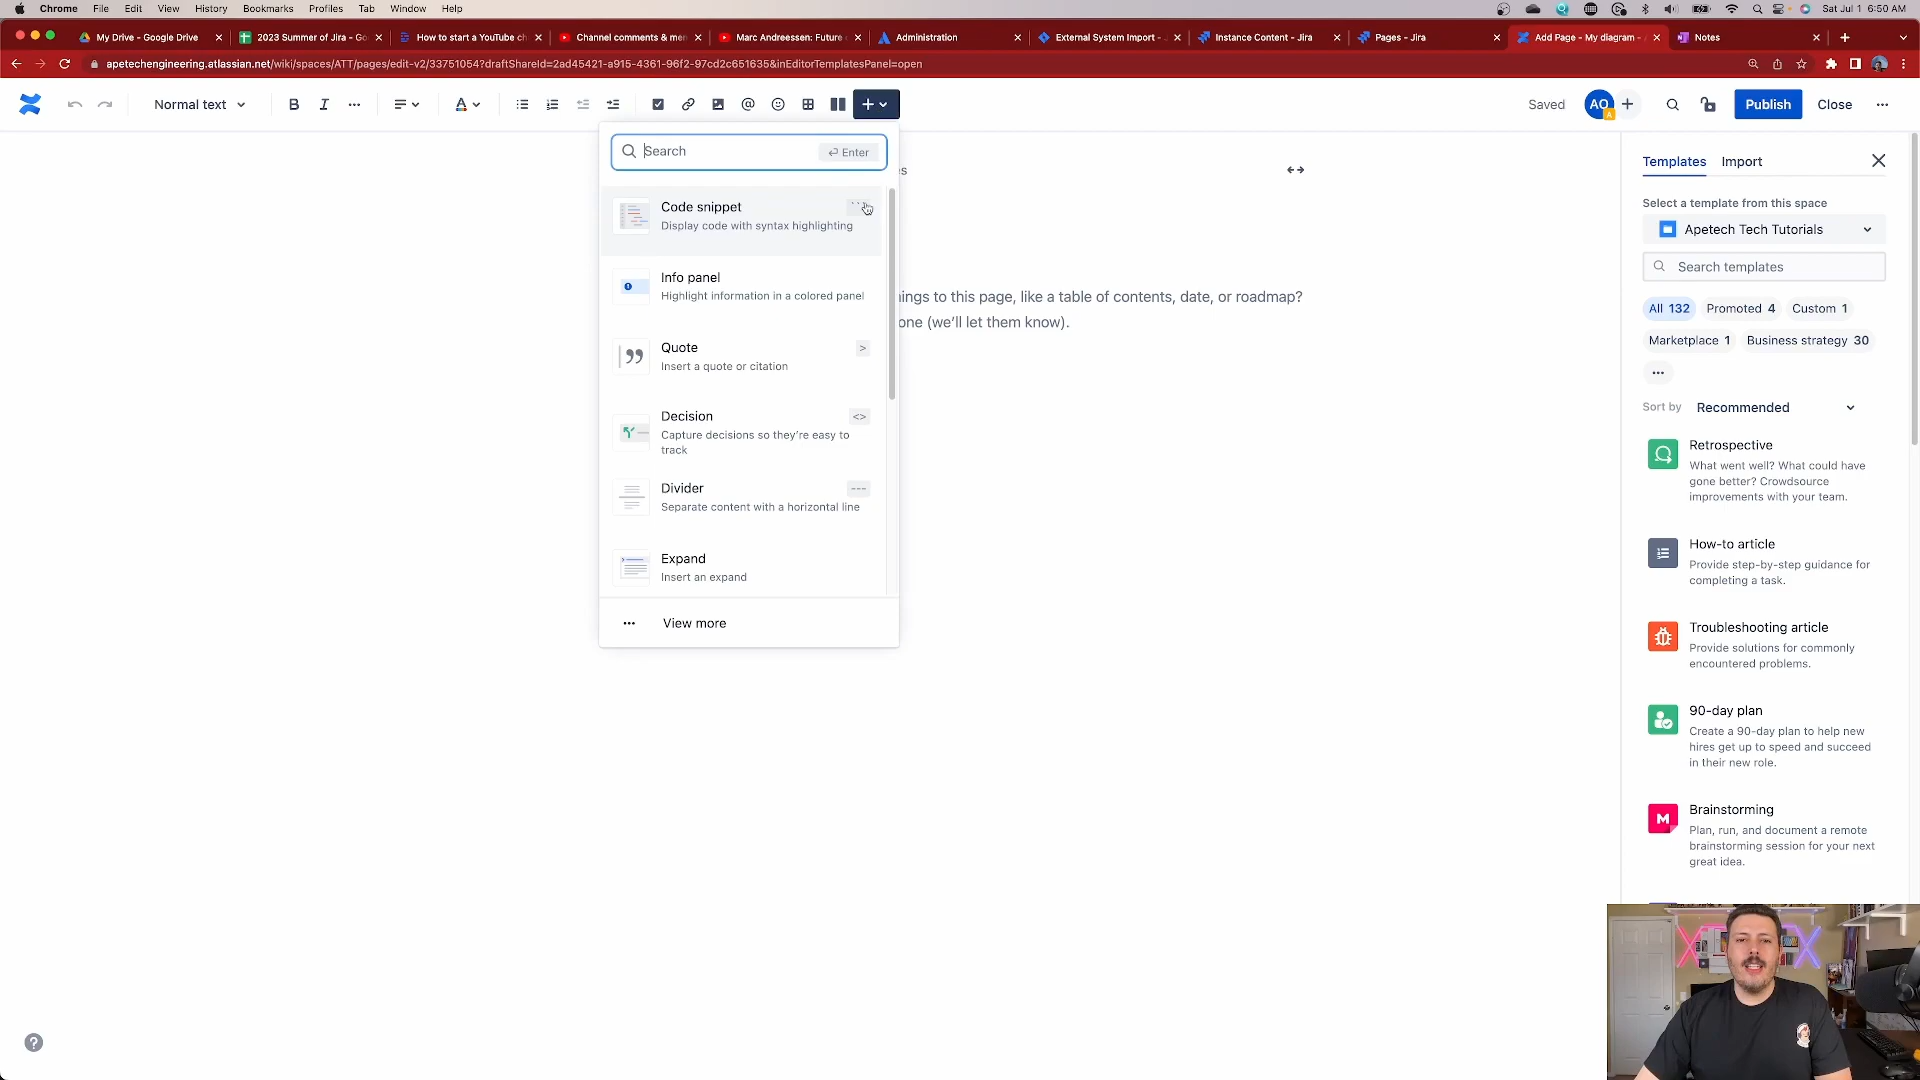 Chrome File Edit View History Bookmarks Profiles Tab Window Help Sat Jul 1 6:50 AM
My Drive - Google Drive 2023 Summer of Jira - Go How to start a YouTube ch Channel comments & men Marc Andreessen: Future Administration External System Import - Instance Content - Jira Pages - Jira Add Page - My diagram - Notes
apetechengineering.atlassian.net/wiki/spaces/ATT/pages/edit-v2/33751054?draftShareId=2ad45421-a915-4361-96f2-97cd2c651635&inEditorTemplatesPanel=open
Normal text B I A @ Saved AO Publish Close
Search Enter
Code snippet
Display code with syntax highlighting
Info panel
Highlight information in a colored panel
Quote >
Insert a quote or citation
Decision <>
Capture decisions so they're easy to
track
Divider ---
Separate content with a horizontal line
Expand
Insert an expand
View more
es
ings to this page, like a table of contents, date, or roadmap?
one (we'll let them know).
Templates Import
Select a template from this space
Apetech Tech Tutorials
Search templates
All 132 Promoted 4 Custom 1
Marketplace 1 Business strategy 30
Sort by Recommended
Retrospective
What went well? What could have
gone better? Crowdsource
improvements with your team.
How-to article
Provide step-by-step guidance for
completing a task.
Troubleshooting article
Provide solutions for commonly
encountered problems.
90-day plan
Create a 90-day plan to help new
hires get up to speed and succeed
in their new role.
M
Brainstorming
Plan, run, and document a remote
brainstorming session for your next
great idea.
?